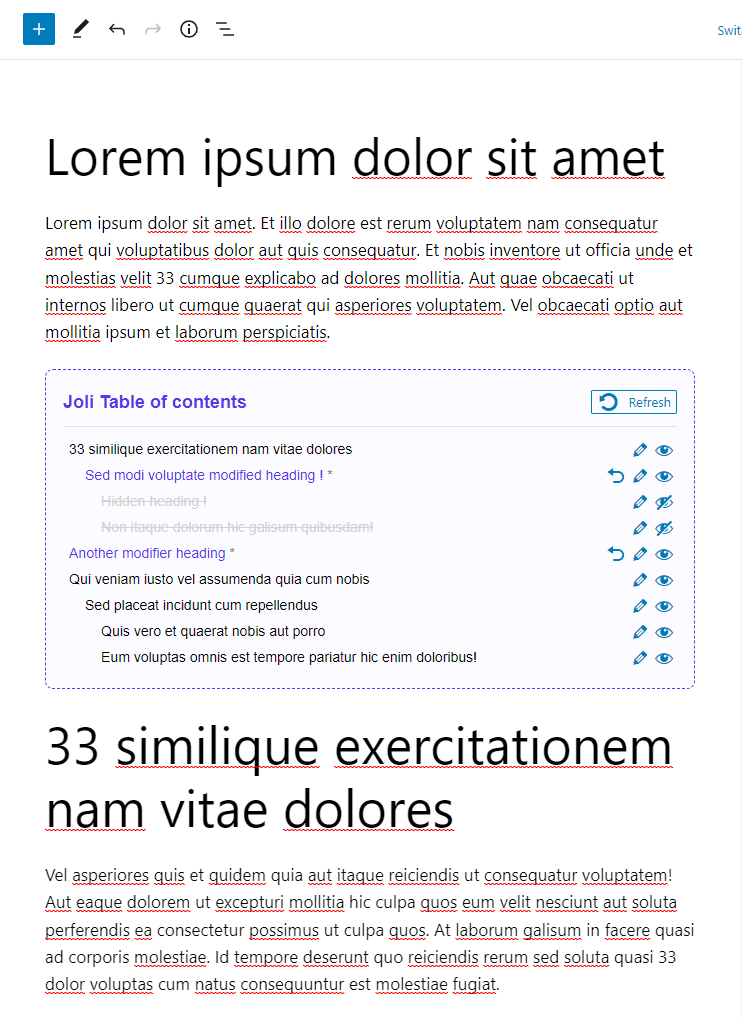 Swit
Lorem ipsum dolor sit amet
Lorem ipsum dolor sit amet. Et illo dolore est rerum voluptatem nam consequatur
amet qui voluptatibus dolor aut quis consequatur. Et nobis inventore ut officia unde et
molestias velit 33 cumque explicabo ad dolores mollitia. Aut quae obcaecati ut
internos libero ut cumque quaerat qui asperiores voluptatem. Vel obcaecati optio aut
mollitia ipsum et laborum perspiciatis.
Joli Table of contents Refresh
33 similique exercitationem nam vitae dolores
Sed modi voluptate modified heading ! *
Hidden heading !
Non itaque dolorum hic galisum quibusdam!
Another modifier heading *
Qui veniam iusto vel assumenda quia cum nobis
Sed placeat incidunt cum repellendus
Quis vero et quaerat nobis aut porro
Eum voluptas omnis est tempore pariatur hic enim doloribus!
33 similique exercitationem
nam vitae dolores
Vel asperiores quis et quidem quia aut itaque reiciendis ut consequatur voluptatem!
Aut eaque dolorem ut excepturi mollitia hic culpa quos eum velit nesciunt aut soluta
perferendis ea consectetur possimus ut culpa quos. At laborum galisum in facere quasi
ad corporis molestiae. Id tempore deserunt quo reiciendis rerum sed soluta quasi 33
dolor voluptas cum natus consequuntur est molestiae fugiat.